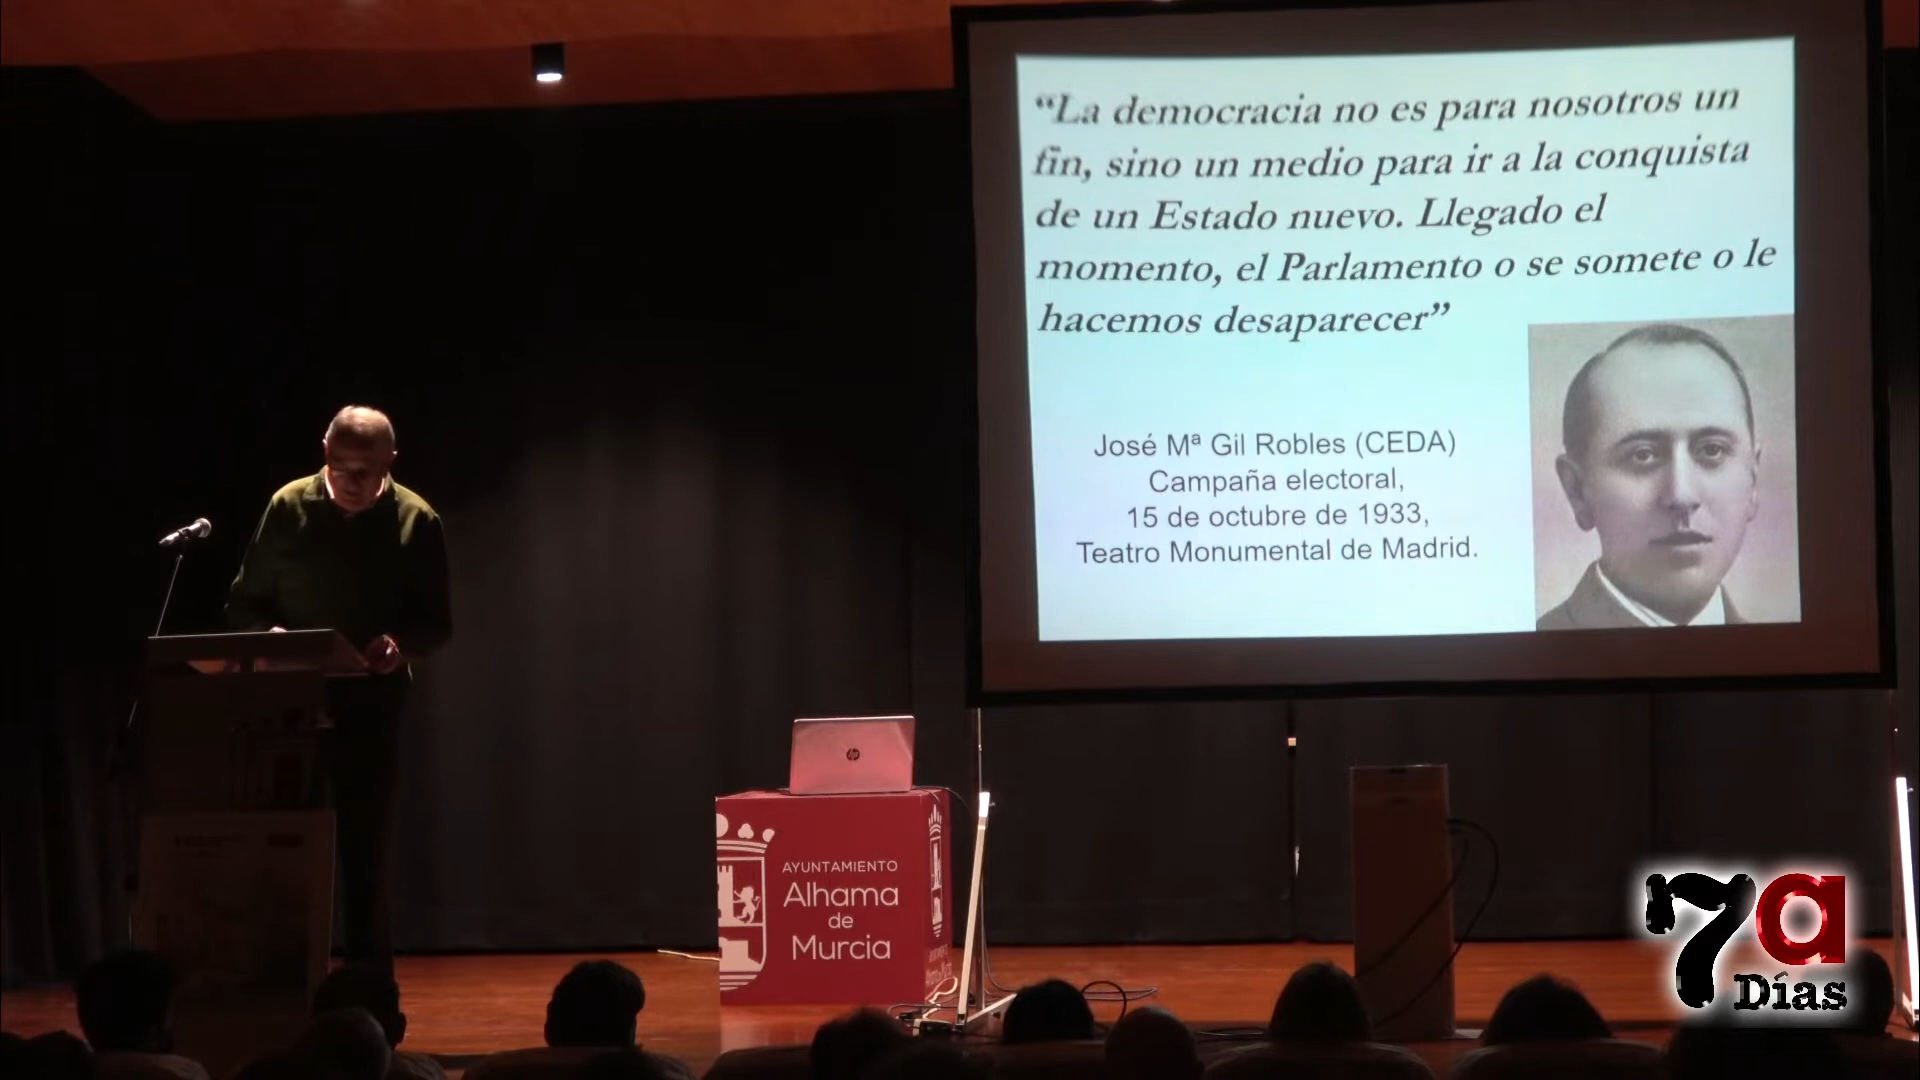 “La democracia no es para nosotros un
fin, sino un medio para ir a la conquista
de un Estado nuevo. Llegado el
momento, el Parlamento o se somete o le
hacemos desaparecer”
José Mª Gil Robles (CEDA)
Campaña electoral,
15 de octubre de 1933,
Teatro Monumental de Madrid.
hp
AYUNTAMIENTO
Alhama
de
Murcia
7a
Días